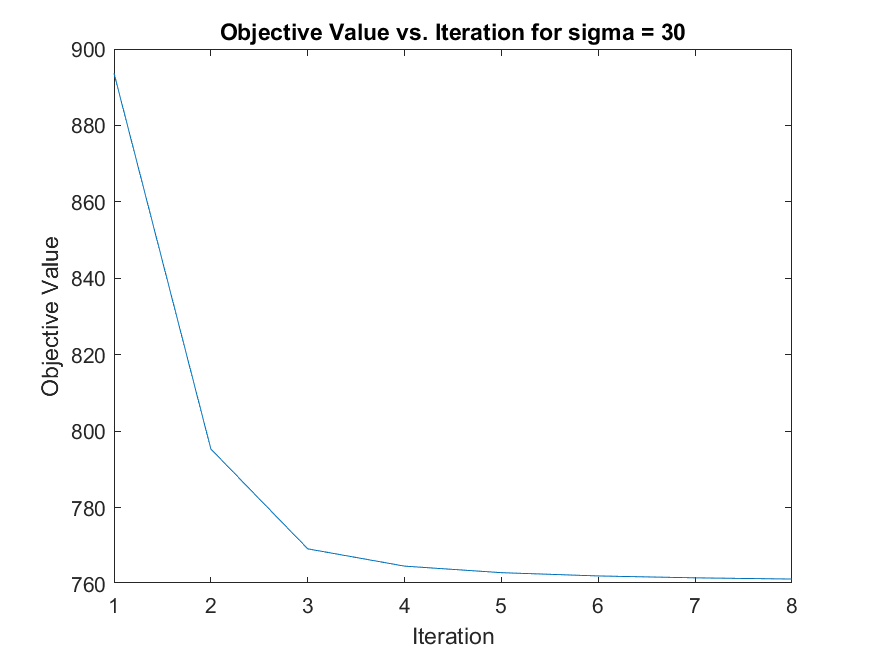 Objective Value vs. Iteration for sigma = 30
900
880
860
840
820
800
780
760
Objective Value
1 2 3 4 5 6 7 8
Iteration